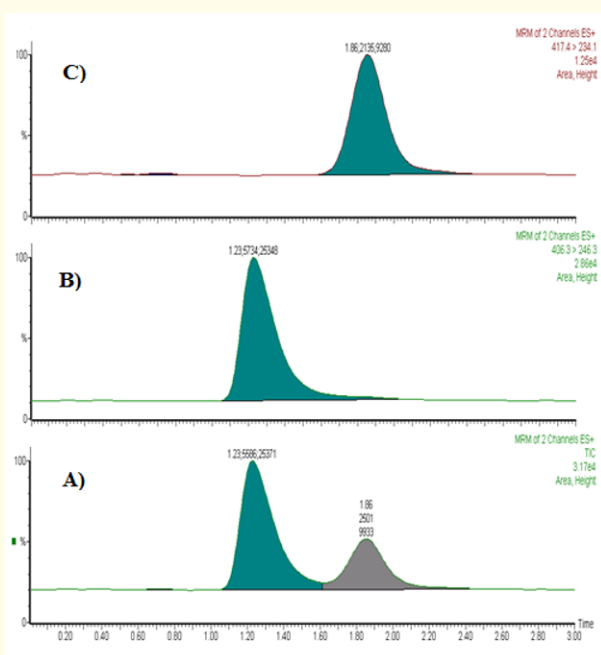 MRM of 2 Channels ES+
417.4 > 234.1
1.25e4
Area, Height
C)
1.86;2135;9280
100
%
0
MRM of 2 Channels ES+
406.3 > 246.3
2.86e4
Area, Height
B)
1.23;5734;25348
100
%
0
MRM of 2 Channels ES+
TIC
3.17e4
Area, Height
A)
1.23;5586;25371
1.86
2501
9933
100
%
0
Time
0.20 0.40 0.60 0.80 1.00 1.20 1.40 1.60 1.80 2.00 2.20 2.40 2.60 2.80 3.00